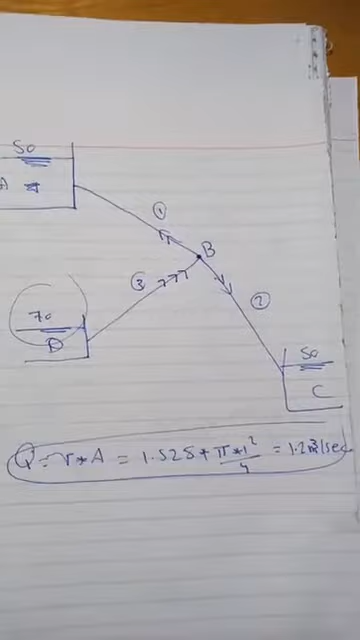 50
A
①
B
③
②
70
D
50
C
Q = v * A = 1.525 * π*1² / 4 = 1.2 m³/sec